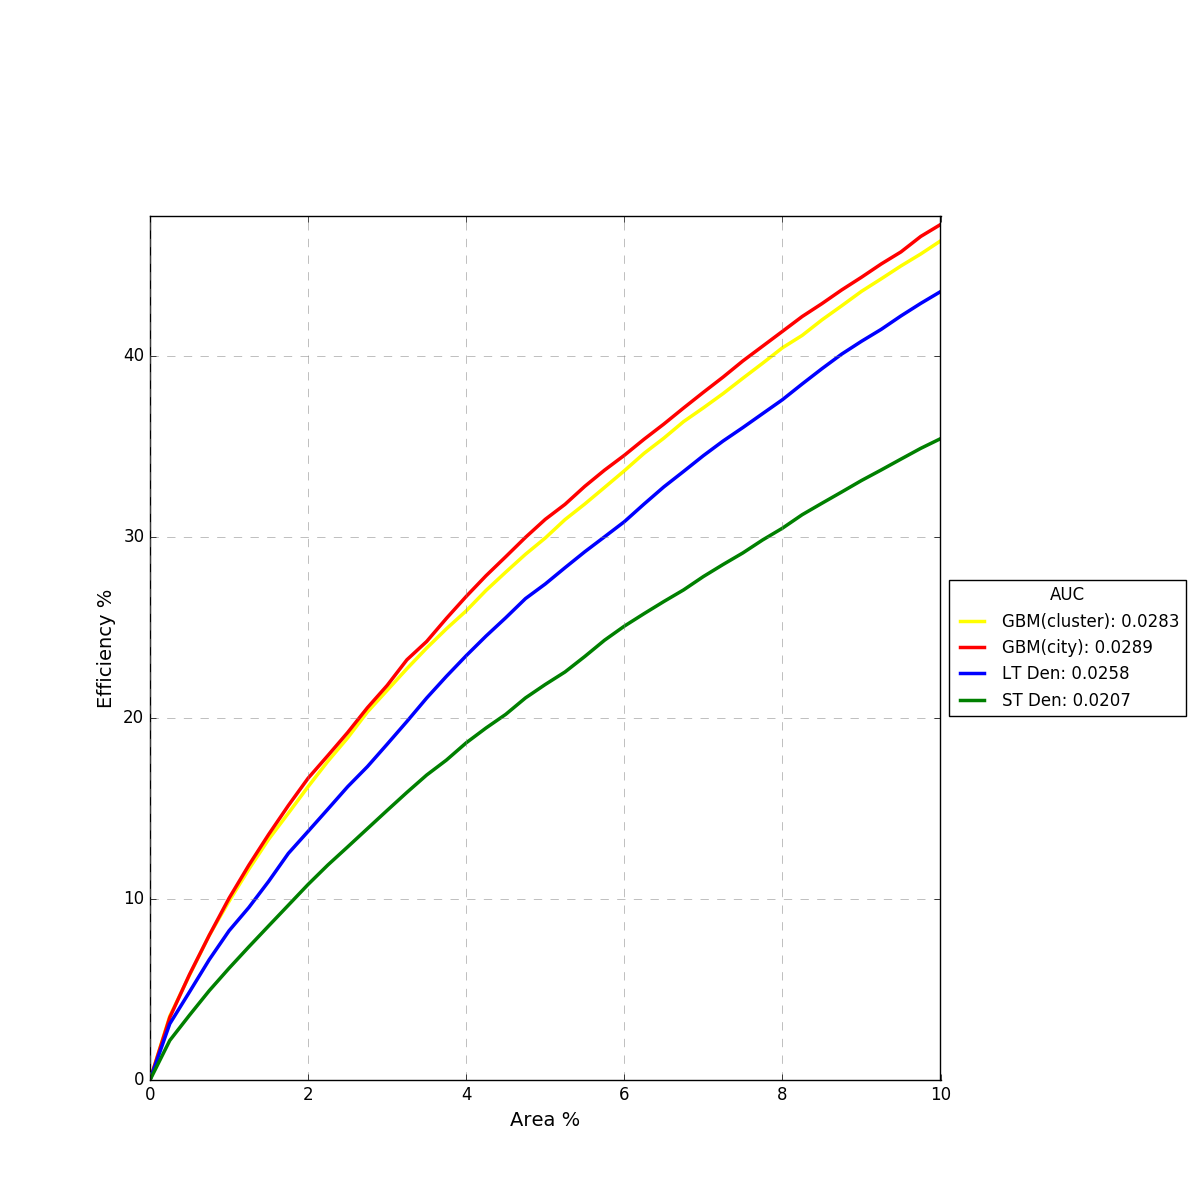 40
30
20
10
0
0 2 4 6 8 10
Efficiency %
Area %
AUC
GBM(cluster): 0.0283
GBM(city): 0.0289
LT Den: 0.0258
ST Den: 0.0207